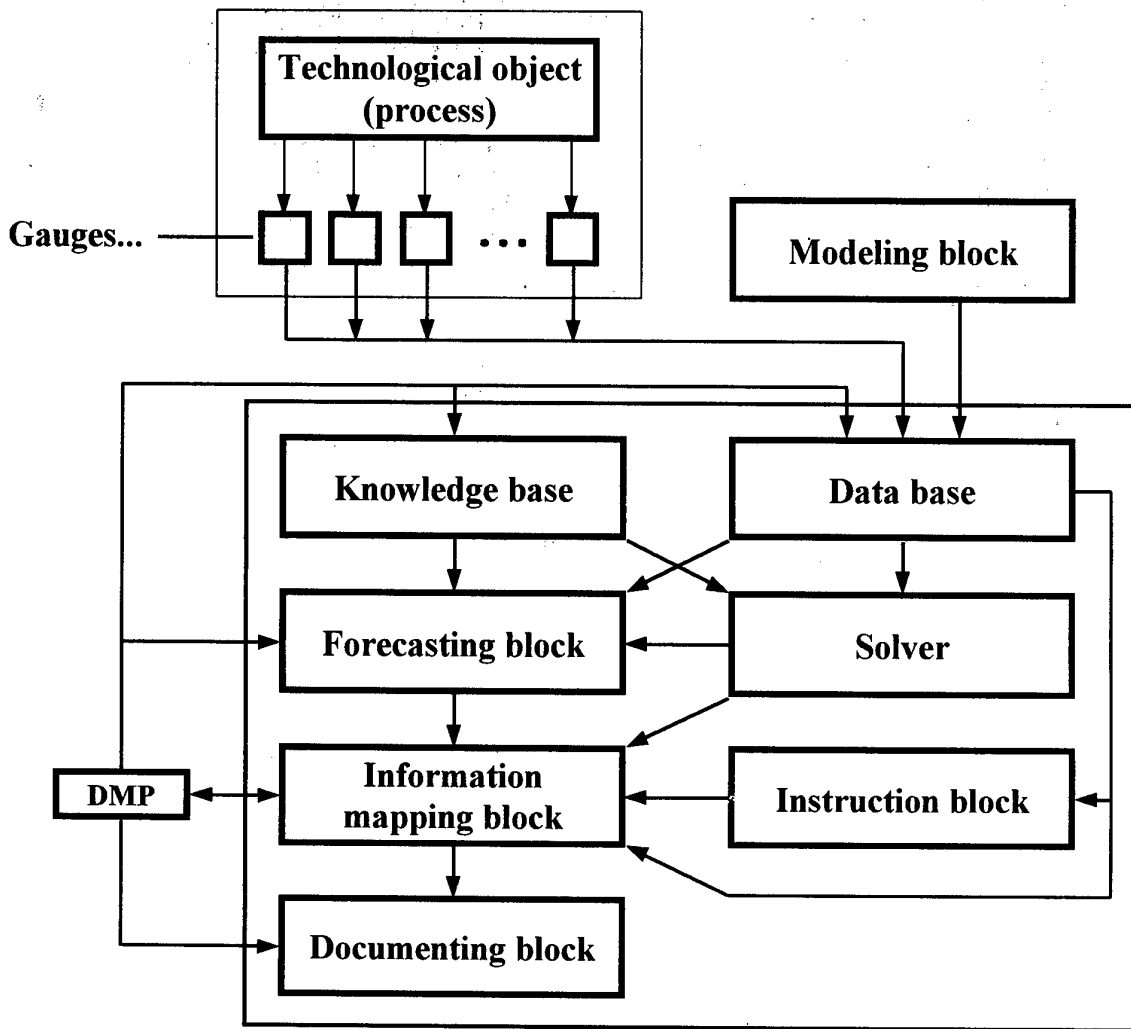 Technological object
(process)
Gauges...
...
Modeling block
Knowledge base
Data base
Forecasting block
Solver
DMP
Information
mapping block
Instruction block
Documenting block